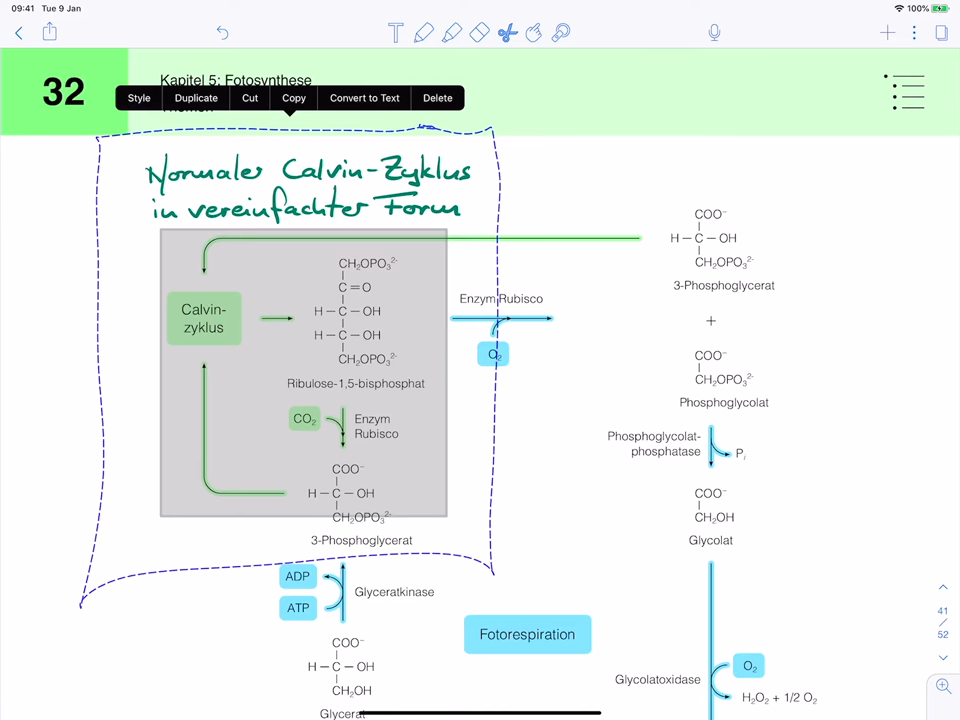 09:41 Tue 9 Jan
100%
32
Kapitel 5: Fotosynthese
Style Duplicate Cut Copy Convert to Text Delete
Normaler Calvin-Zyklus
in vereinfachter Form
COO⁻
H – C – OH
CH₂OPO₃²⁻
3-Phosphoglycerat
+
COO⁻
CH₂OPO₃²⁻
Phosphoglycolat
Calvin-
zyklus
CH₂OPO₃²⁻
C = O
H – C – OH
H – C – OH
CH₂OPO₃²⁻
Ribulose-1,5-bisphosphat
Enzym Rubisco
O₂
CO₂
Enzym
Rubisco
COO⁻
H – C – OH
CH₂OPO₃²⁻
3-Phosphoglycerat
Phosphoglycolat-
phosphatase
Pᵢ
COO⁻
CH₂OH
Glycolat
ADP
ATP
Glyceratkinase
COO⁻
H – C – OH
CH₂OH
Glycerat
Fotorespiration
Glycolatoxidase
O₂
H₂O₂ + 1/2 O₂
41
/
52